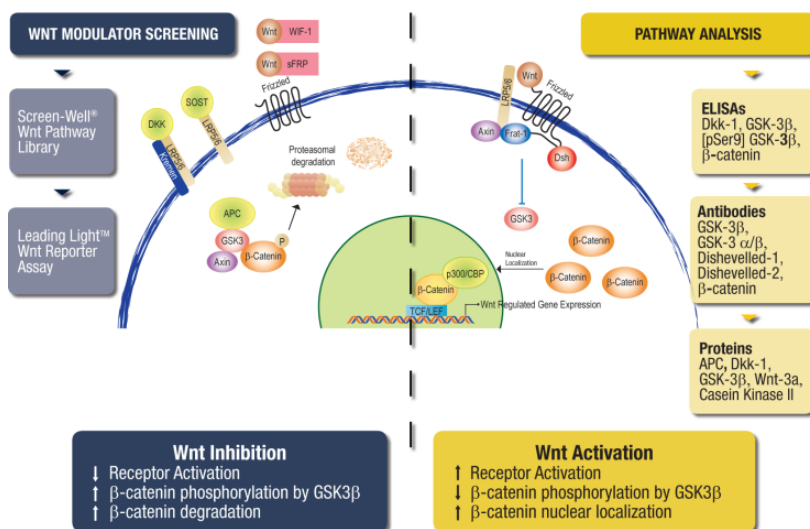 WNT MODULATOR SCREENING
Screen-Well®
Wnt Pathway
Library
Leading Light™
Wnt Reporter
Assay
Wnt WIF-1
Wnt sFRP
Frizzled
SOST
LRP5/6
DKK
LRP5/6
Kremen
Proteasomal
degradation
APC
GSK3
Axin
β-Catenin
P
Wnt
Frizzled
LRP5/6
Axin
Frat-1
Dsh
GSK3
β-Catenin
β-Catenin
β-Catenin
Nuclear
Localization
p300/CBP
β-Catenin
TCF/LEF
Wnt Regulated Gene Expression
PATHWAY ANALYSIS
ELISAs
Dkk-1, GSK-3β,
[pSer9] GSK-3β,
β-catenin
Antibodies
GSK-3β,
GSK-3 α/β,
Dishevelled-1,
Dishevelled-2,
β-catenin
Proteins
APC, Dkk-1,
GSK-3β, Wnt-3a,
Casein Kinase II
Wnt Inhibition
↓ Receptor Activation
↑ β-catenin phosphorylation by GSK3β
↑ β-catenin degradation
Wnt Activation
↑ Receptor Activation
↓ β-catenin phosphorylation by GSK3β
↑ β-catenin nuclear localization